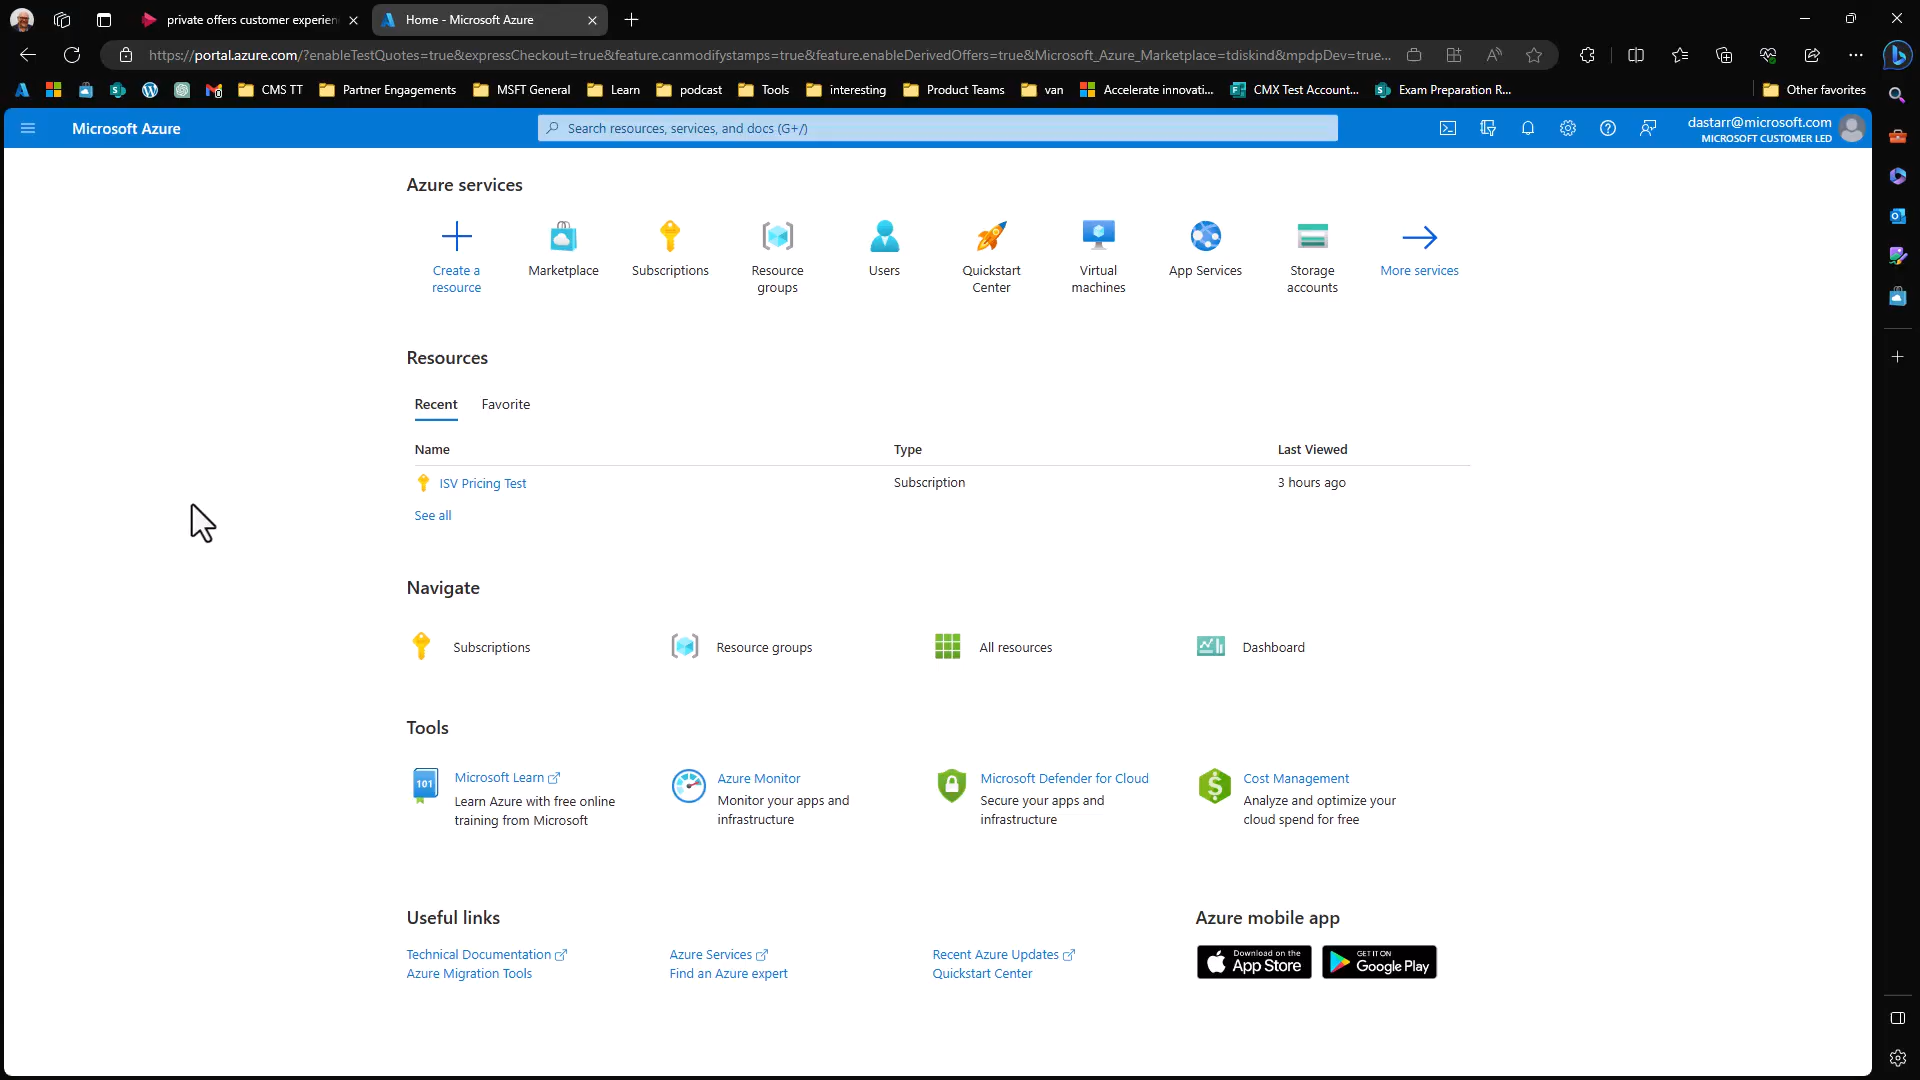 private offers customer experien
Home - Microsoft Azure
https://portal.azure.com/?enableTestQuotes=true&expressCheckout=true&feature.canmodifystamps=true&feature.enableDerivedOffers=true&Microsoft_Azure_Marketplace=tdiskind&mpdpDev=true...
CMS TT
Partner Engagements
MSFT General
Learn
podcast
Tools
interesting
Product Teams
van
Accelerate innovati...
CMX Test Account...
Exam Preparation R...
Other favorites
Microsoft Azure
Search resources, services, and docs (G+/)
dastarr@microsoft.com
MICROSOFT CUSTOMER LED
Azure services
Create a
resource
Marketplace
Subscriptions
Resource
groups
Users
Quickstart
Center
Virtual
machines
App Services
Storage
accounts
More services
Resources
Recent
Favorite
Name
Type
Last Viewed
ISV Pricing Test
Subscription
3 hours ago
See all
Navigate
Subscriptions
Resource groups
All resources
Dashboard
Tools
101
Microsoft Learn
Learn Azure with free online
training from Microsoft
Azure Monitor
Monitor your apps and
infrastructure
Microsoft Defender for Cloud
Secure your apps and
infrastructure
Cost Management
Analyze and optimize your
cloud spend for free
Useful links
Technical Documentation
Azure Migration Tools
Azure Services
Find an Azure expert
Recent Azure Updates
Quickstart Center
Azure mobile app
Download on the
App Store
GET IT ON
Google Play